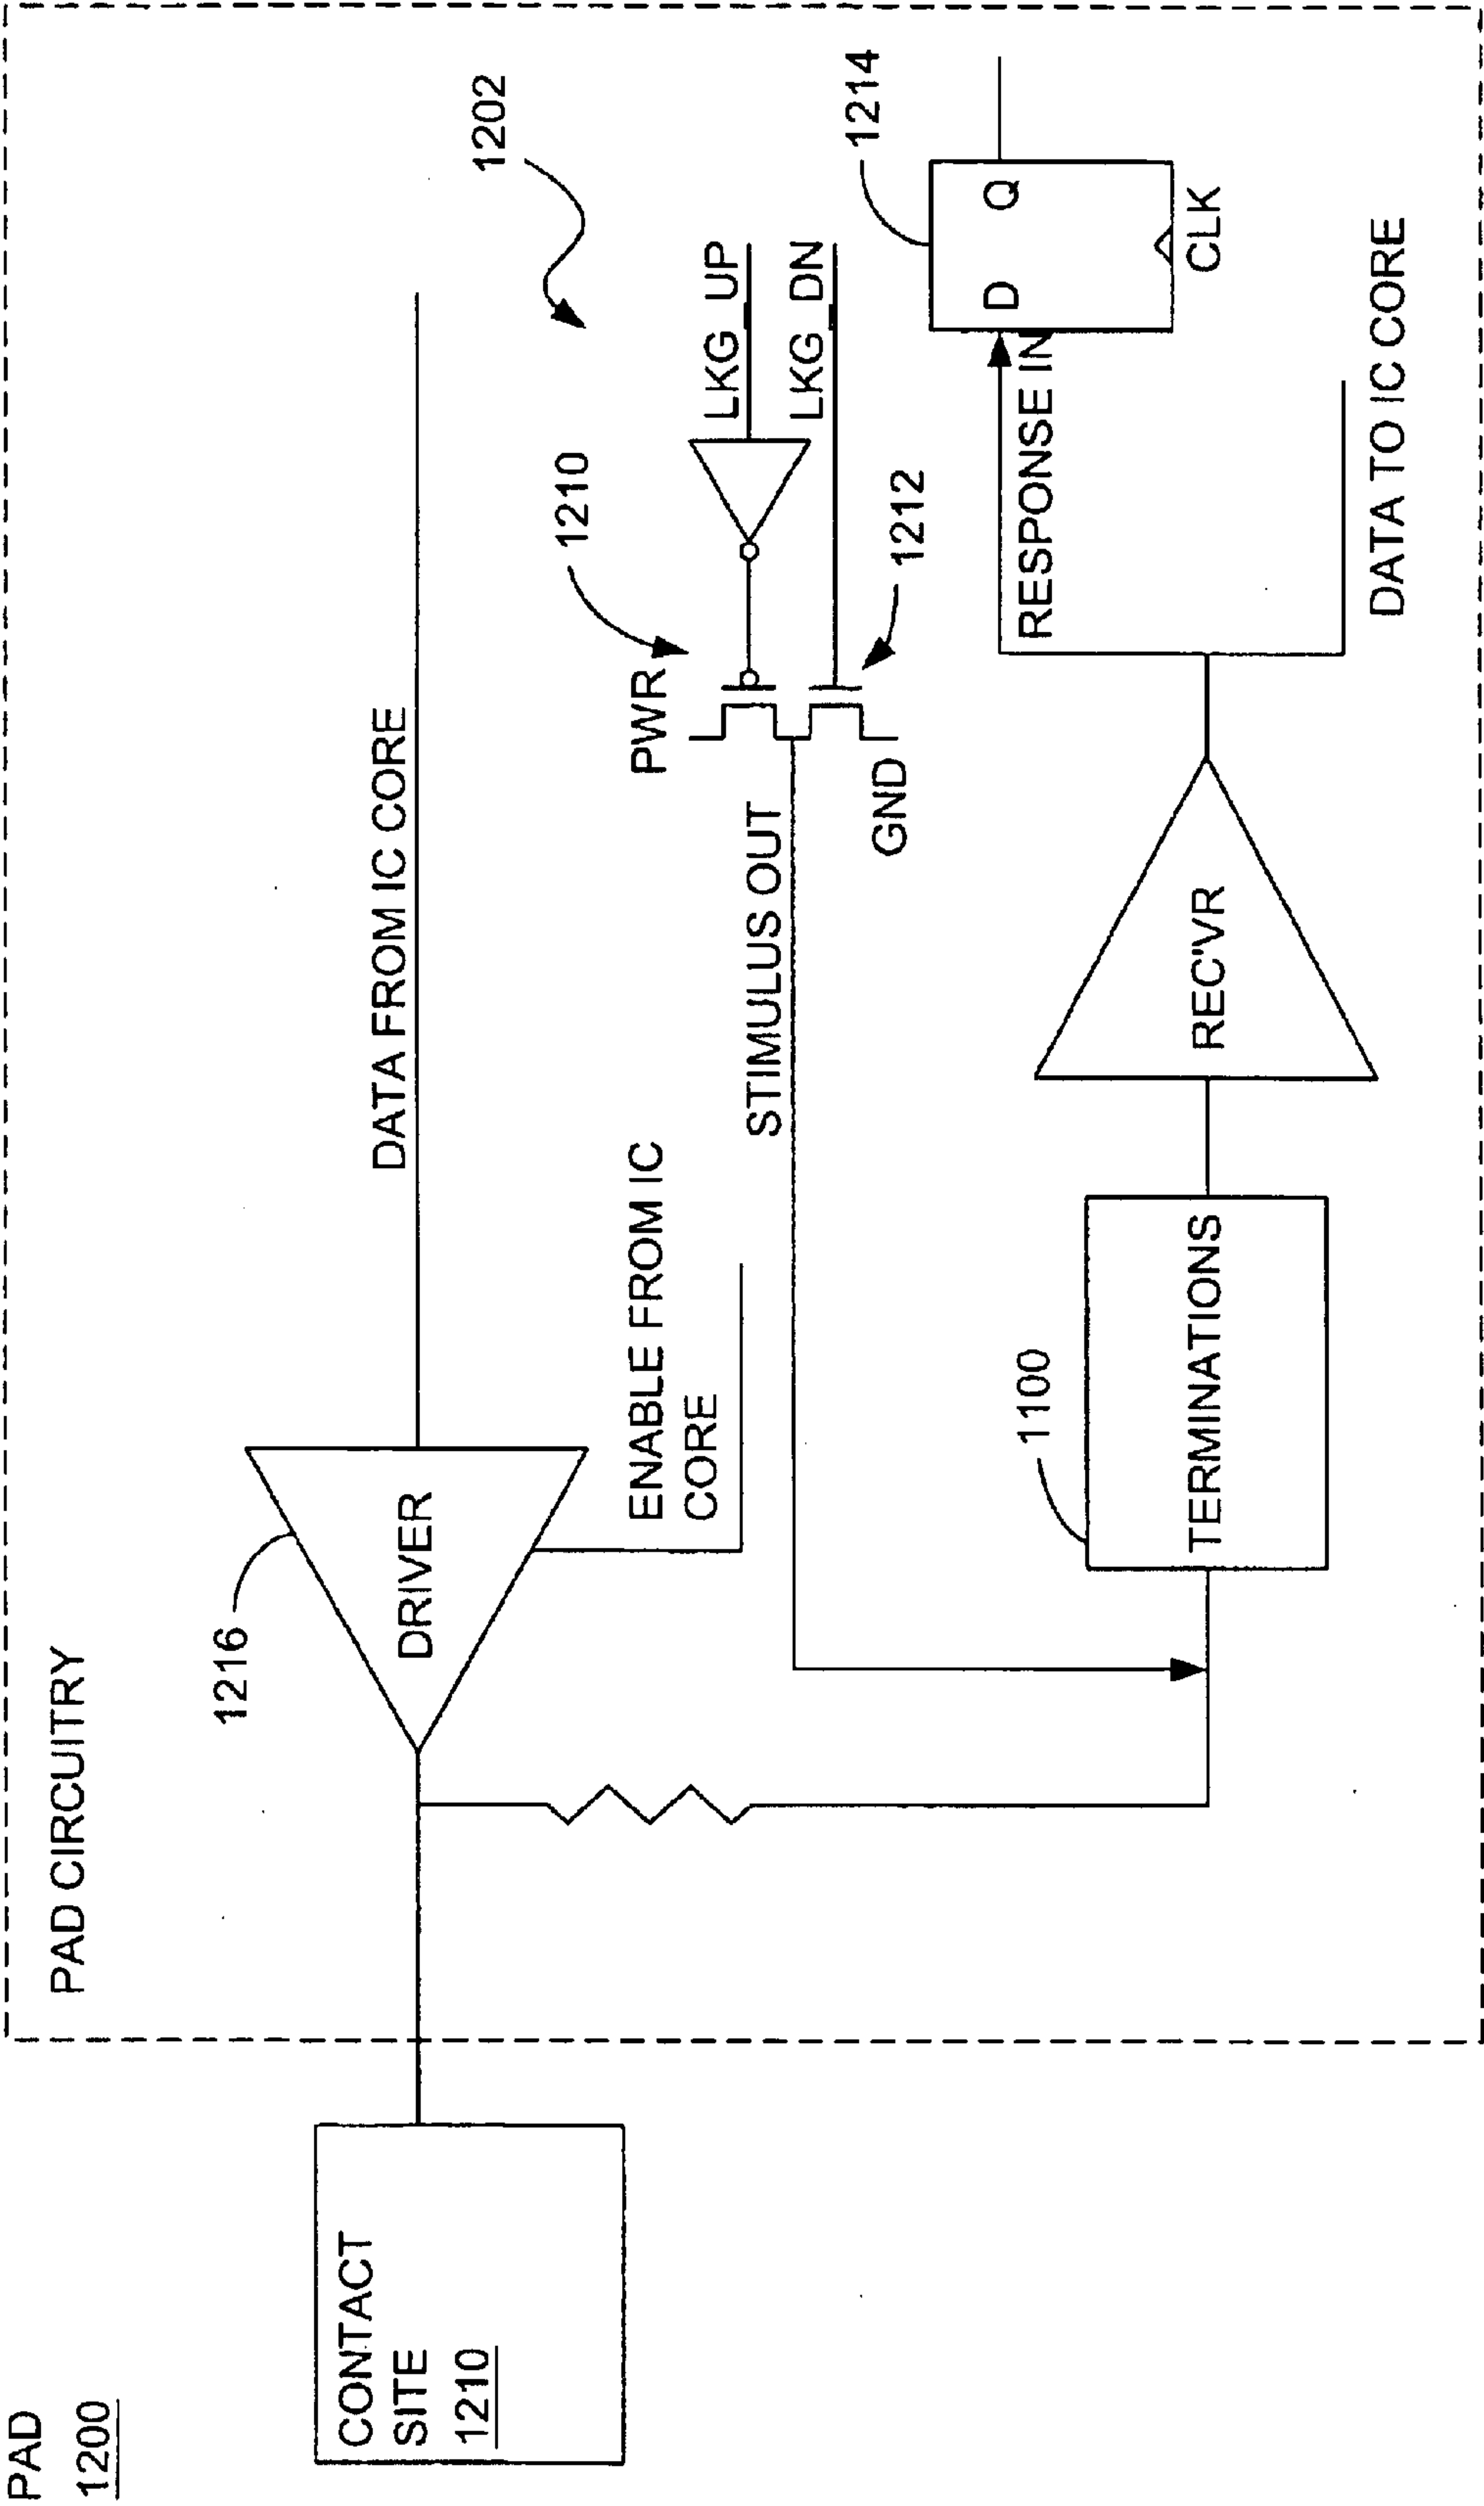 PAD
1200
PAD CIRCUITRY
CONTACT
SITE
1210
1216
DRIVER
DATA FROM IC CORE
ENABLE FROM IC
CORE
1202
1210
PWR
LKG_UP
LKG_DN
STIMULUS OUT
GND
1212
1214
D
Q
CLK
RESPONSE IN
1100
TERMINATIONS
REC'VR
DATA TO IC CORE